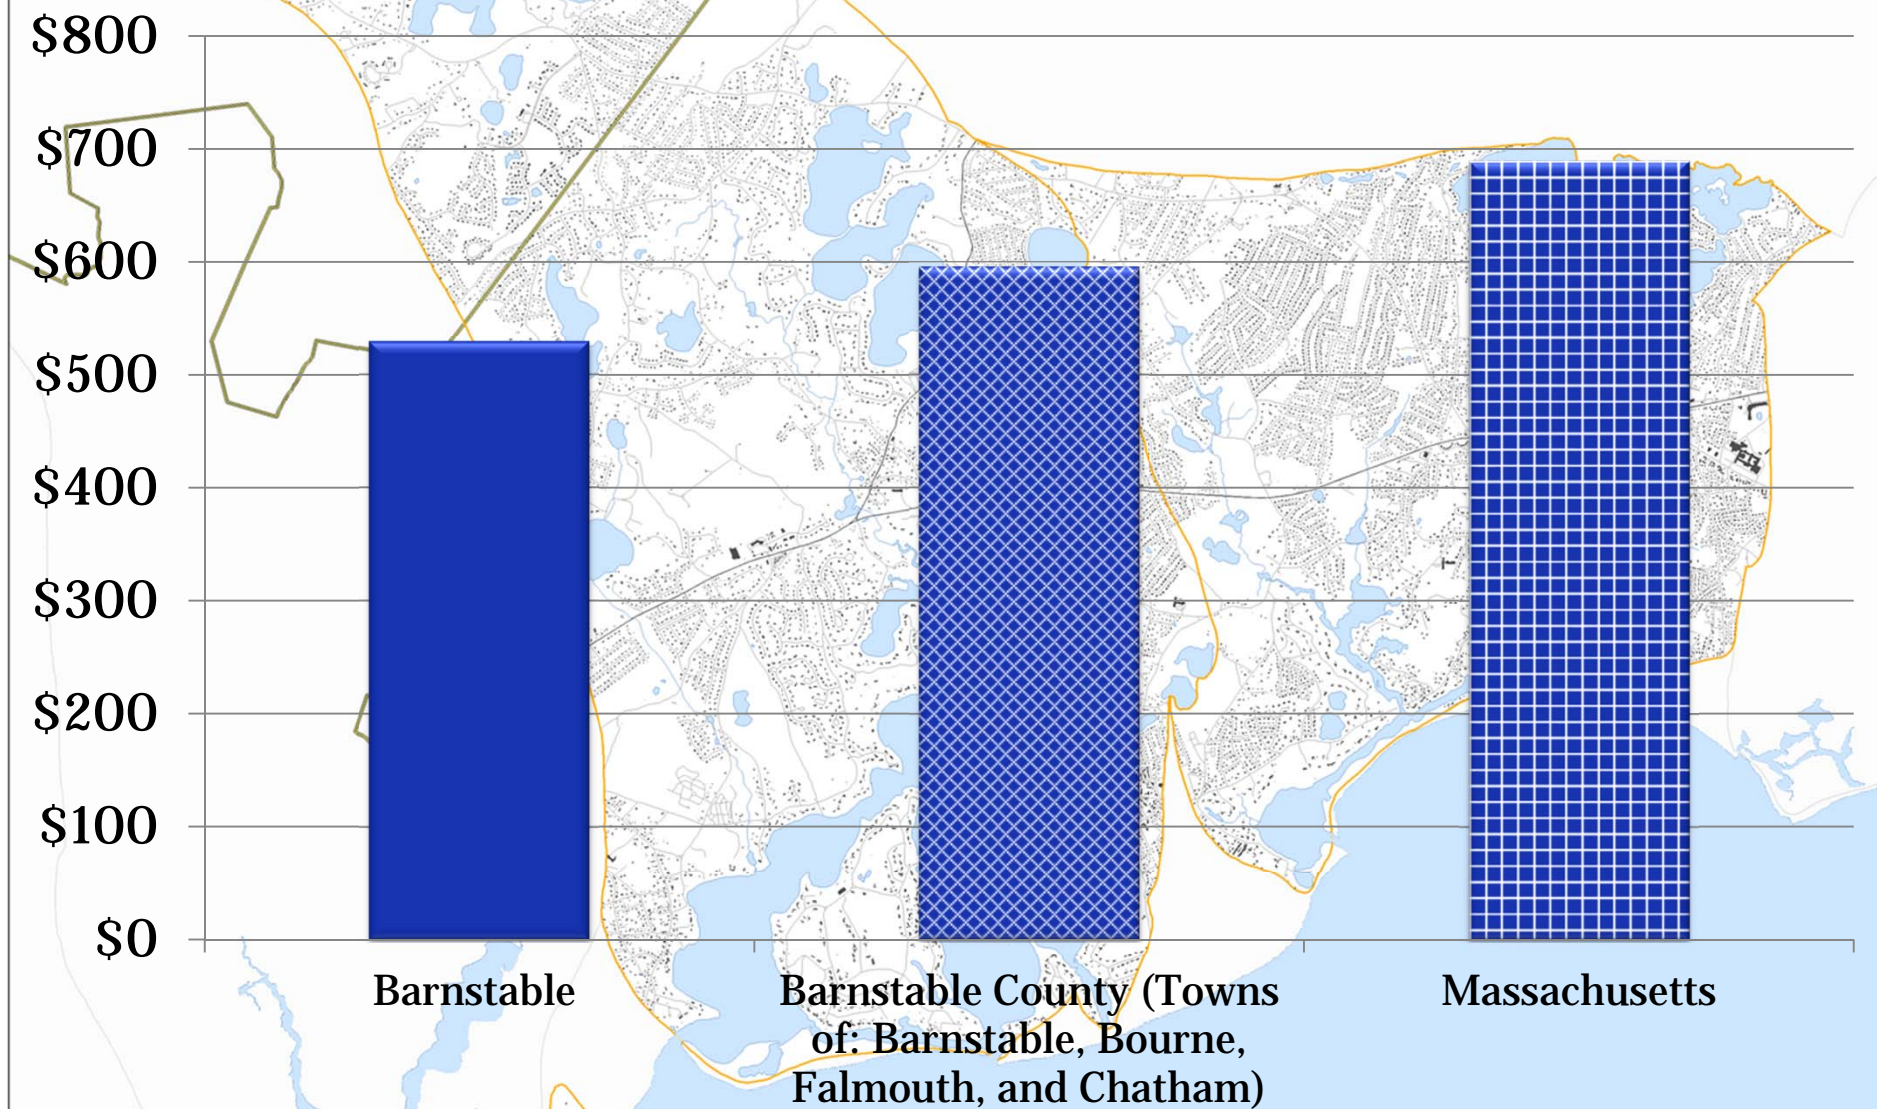 $800
$700
$600
$500
$400
$300
$200
$100
$0
Barnstable
Barnstable County (Towns
of: Barnstable, Bourne,
Falmouth, and Chatham)
Massachusetts